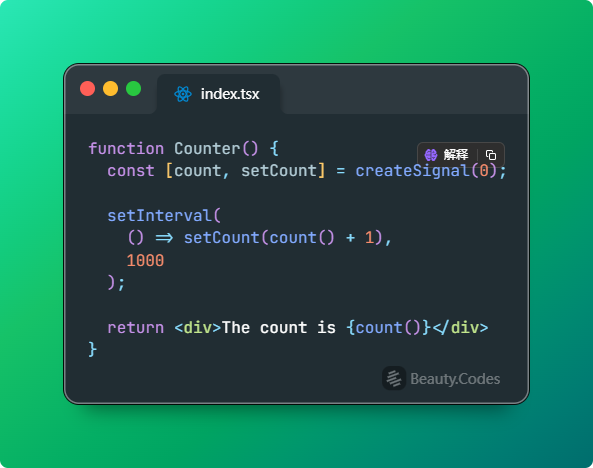 index.tsx
function Counter() {
解释
const [count, setCount] = createSignal(0);
setInterval(
() => setCount(count() + 1),
1000
);
return <div>The count is {count()}</div>
}
Beauty.Codes